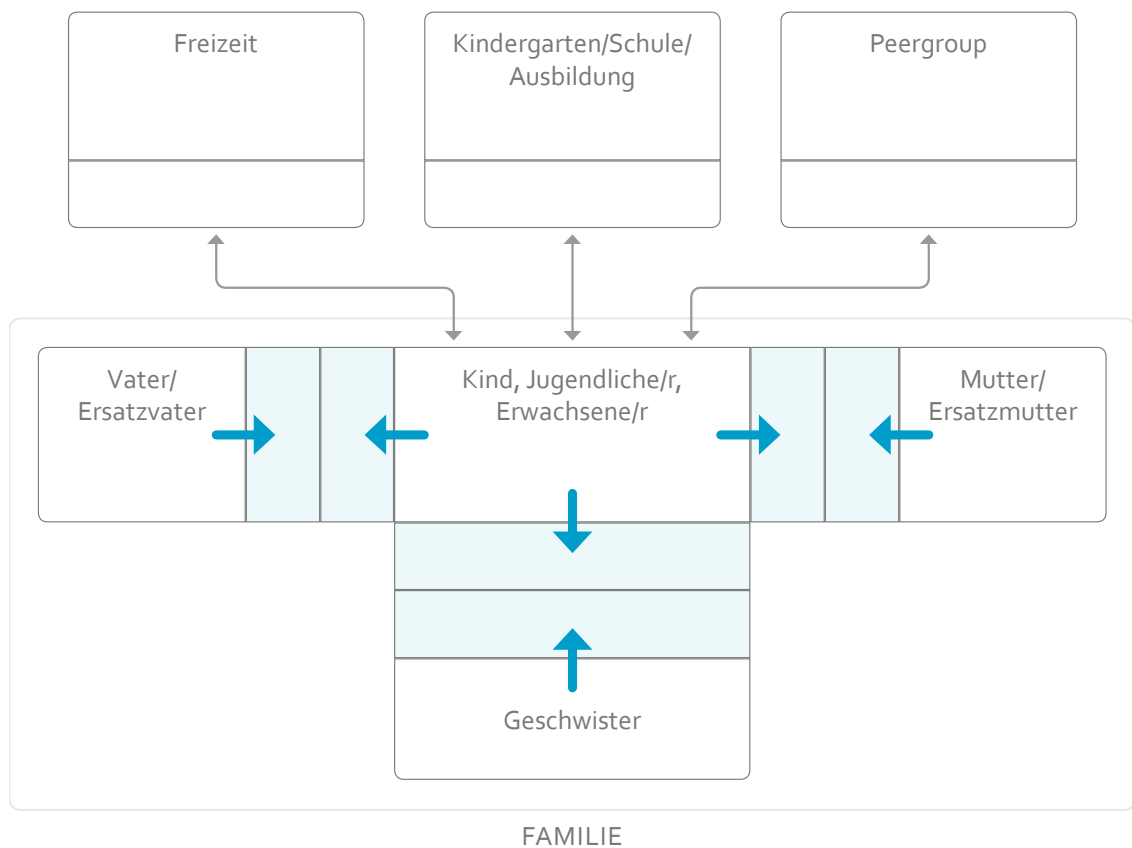 Freizeit
Kindergarten/Schule/
Ausbildung
Peergroup
Vater/
Ersatzvater
Kind, Jugendliche/r,
Erwachsene/r
Mutter/
Ersatzmutter
Geschwister
FAMILIE